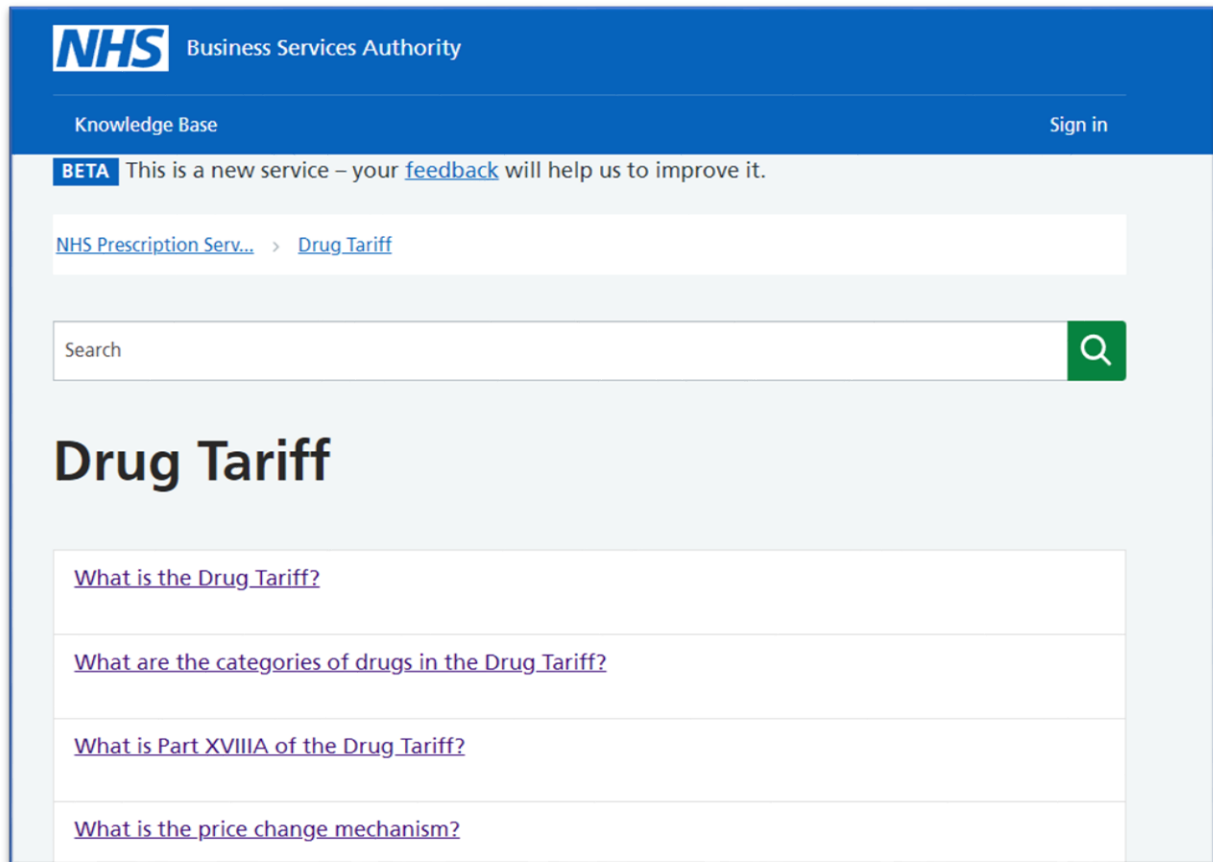 NHS Business Services Authority
Knowledge Base Sign in
BETA This is a new service – your feedback will help us to improve it.
NHS Prescription Serv... > Drug Tariff
Search
Drug Tariff
What is the Drug Tariff?
What are the categories of drugs in the Drug Tariff?
What is Part XVIIIA of the Drug Tariff?
What is the price change mechanism?